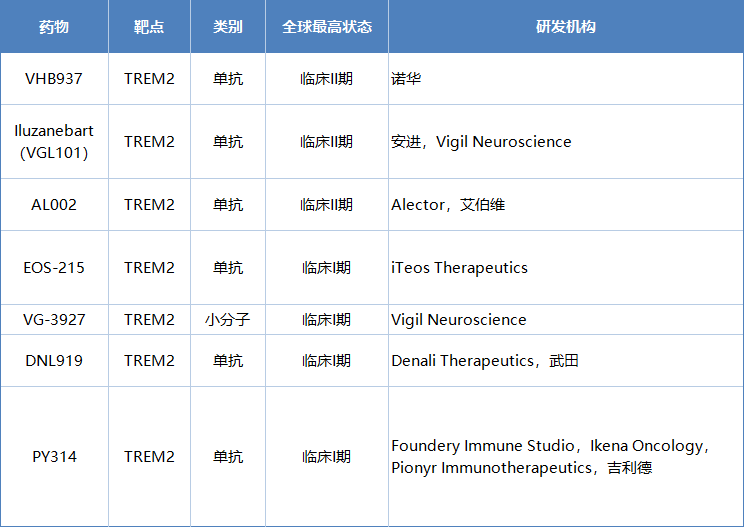 药物 靶点 类别 全球最高状态 研发机构
VHB937 TREM2 单抗 临床II期 诺华
Iluzanebart
（VGL101） TREM2 单抗 临床II期 安进，Vigil Neuroscience
AL002 TREM2 单抗 临床II期 Alector，艾伯维
EOS-215 TREM2 单抗 临床I期 iTeos Therapeutics
VG-3927 TREM2 小分子 临床I期 Vigil Neuroscience
DNL919 TREM2 单抗 临床I期 Denali Therapeutics，武田
PY314 TREM2 单抗 临床I期 Foundery Immune Studio，Ikena Oncology，
Pionyr Immunotherapeutics，吉利德